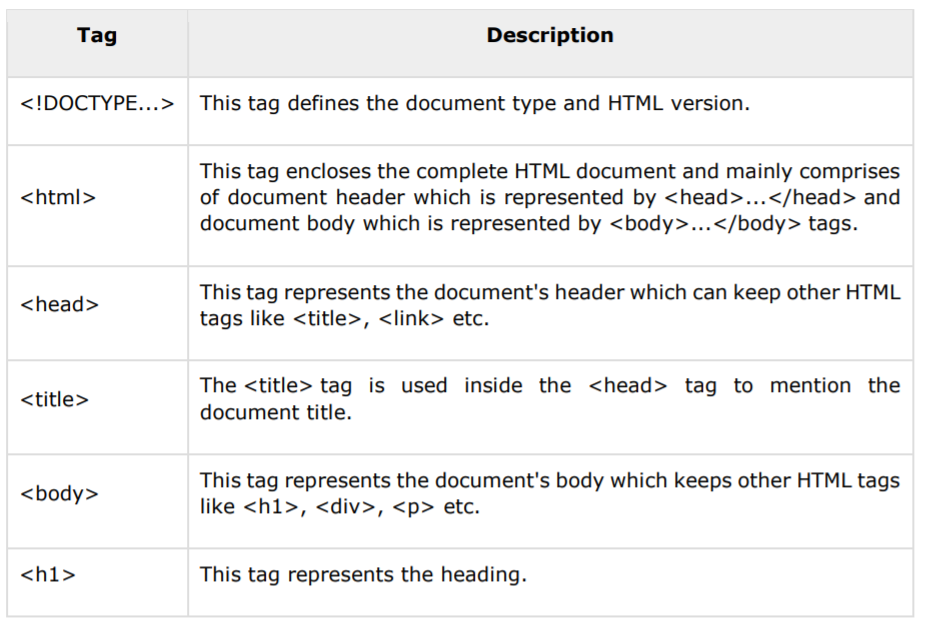 Tag Description
<!DOCTYPE...> This tag defines the document type and HTML version.
<html> This tag encloses the complete HTML document and mainly comprises
of document header which is represented by <head>...</head> and
document body which is represented by <body>...</body> tags.
<head> This tag represents the document's header which can keep other HTML
tags like <title>, <link> etc.
<title> The <title> tag is used inside the <head> tag to mention the
document title.
<body> This tag represents the document's body which keeps other HTML tags
like <h1>, <div>, <p> etc.
<h1> This tag represents the heading.